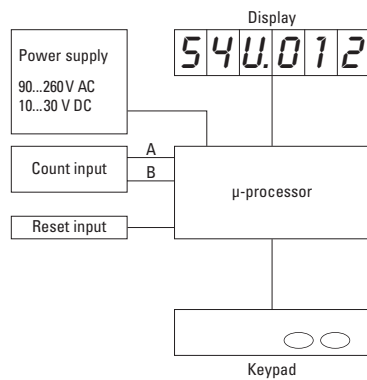 Display
54U.012
Power supply
90...260 V AC
10...30 V DC
A
Count input
B
µ-processor
Reset input
Keypad